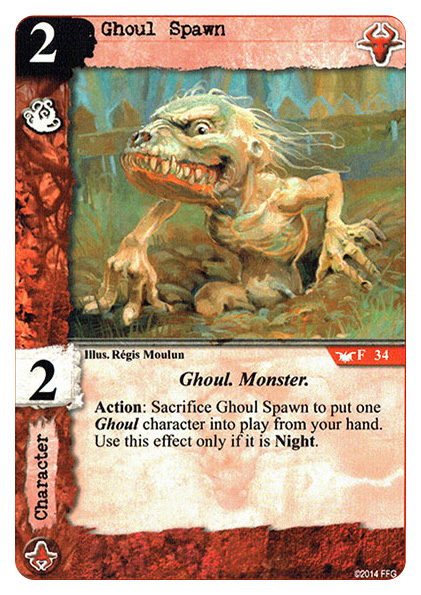 2
Ghoul Spawn
Illus. Régis Moulun
F 34
2
Ghoul. Monster.
Action: Sacrifice Ghoul Spawn to put one
Ghoul character into play from your hand.
Use this effect only if it is Night.
Character
©2014 FFG